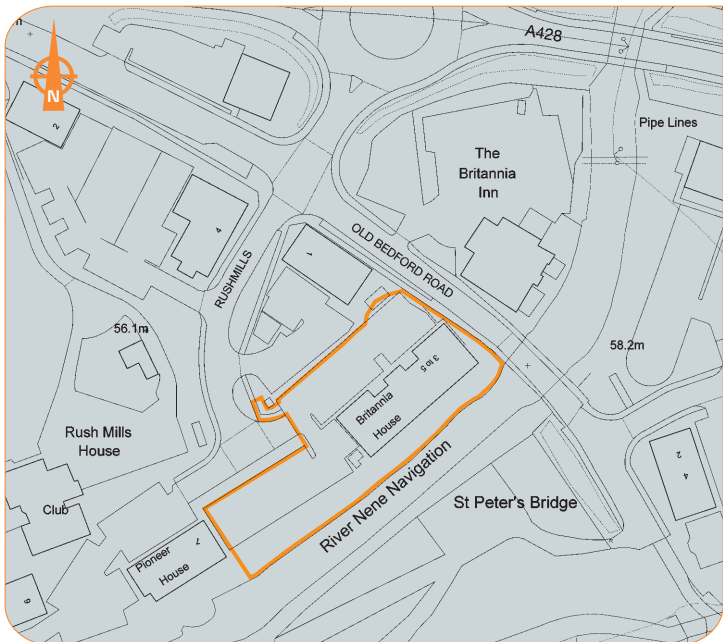 n
A428
N
2
Pipe Lines
The
Britannia
Inn
4
RUSHMILLS
1
OLD BEDFORD ROAD
56.1m
58.2m
3 to 5
Britannia
House
Rush Mills
House
River Nene Navigation
St Peter's Bridge
2
4
Club
7
Pioneer
House
9